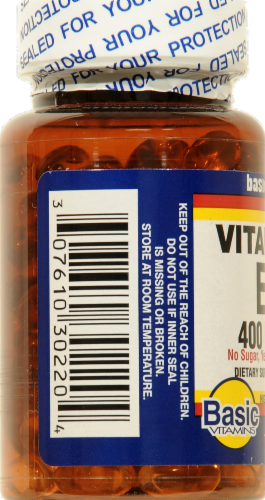 SEALED FOR YOUR PROTECTION
SEALED FOR YOUR PROTECTION
KEEP OUT OF THE REACH OF CHILDREN.
DO NOT USE IF INNER SEAL
IS MISSING OR BROKEN.
STORE AT ROOM TEMPERATURE.
3 07610 30220 4
basic
VITA
E
400
No Sugar,
DIETARY
Basic
VITAMINS